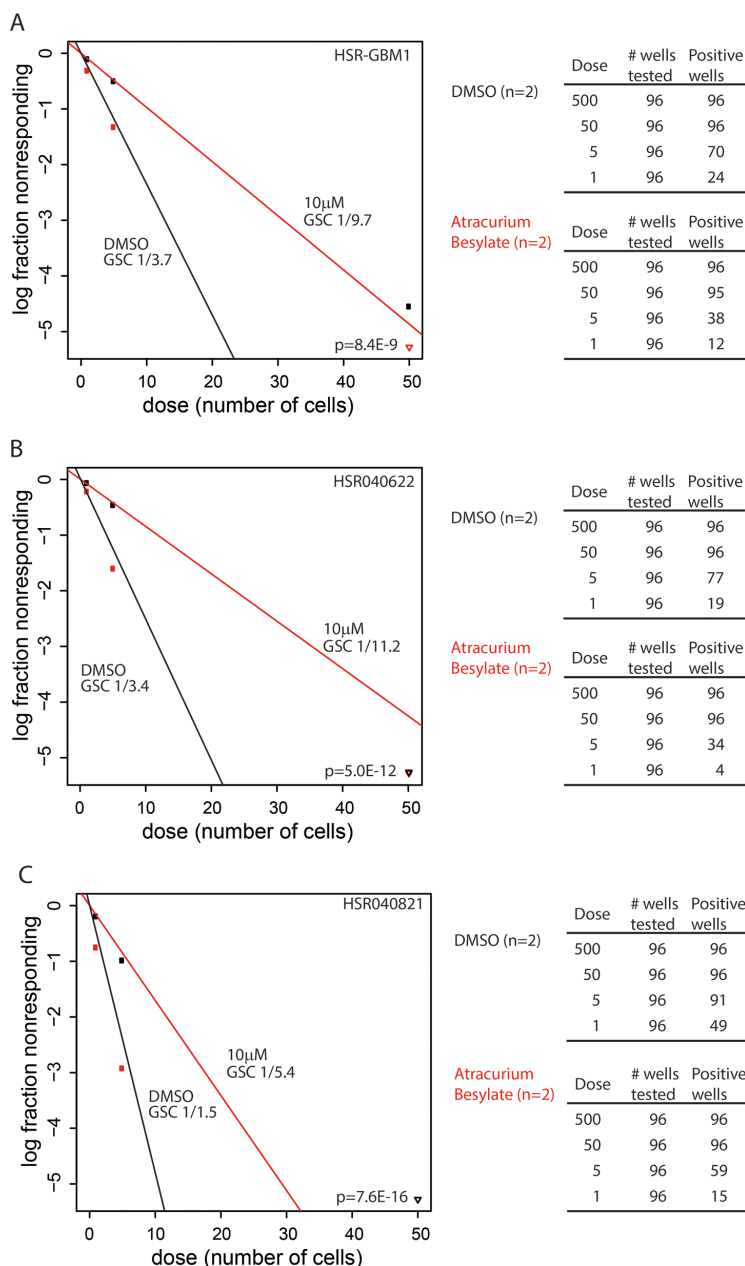 A
HSR-GBM1
log fraction nonresponding
0
−1
−2
−3
−4
−5
10μM
GSC 1/9.7
DMSO
GSC 1/3.7
p=8.4E-9
0 10 20 30 40 50
dose (number of cells)
DMSO (n=2)
Dose # wells tested Positive wells
500 96 96
50 96 96
5 96 70
1 96 24
Atracurium
Besylate (n=2)
Dose # wells tested Positive wells
500 96 96
50 96 95
5 96 38
1 96 12
B
HSR040622
log fraction nonresponding
0
−1
−2
−3
−4
−5
10μM
GSC 1/11.2
DMSO
GSC 1/3.4
p=5.0E-12
0 10 20 30 40 50
dose (number of cells)
DMSO (n=2)
Dose # wells tested Positive wells
500 96 96
50 96 96
5 96 77
1 96 19
Atracurium
Besylate (n=2)
Dose # wells tested Positive wells
500 96 96
50 96 96
5 96 34
1 96 4
C
HSR040821
log fraction nonresponding
0
−1
−2
−3
−4
−5
10μM
GSC 1/5.4
DMSO
GSC 1/1.5
p=7.6E-16
0 10 20 30 40 50
dose (number of cells)
DMSO (n=2)
Dose # wells tested Positive wells
500 96 96
50 96 96
5 96 91
1 96 49
Atracurium
Besylate (n=2)
Dose # wells tested Positive wells
500 96 96
50 96 96
5 96 59
1 96 15